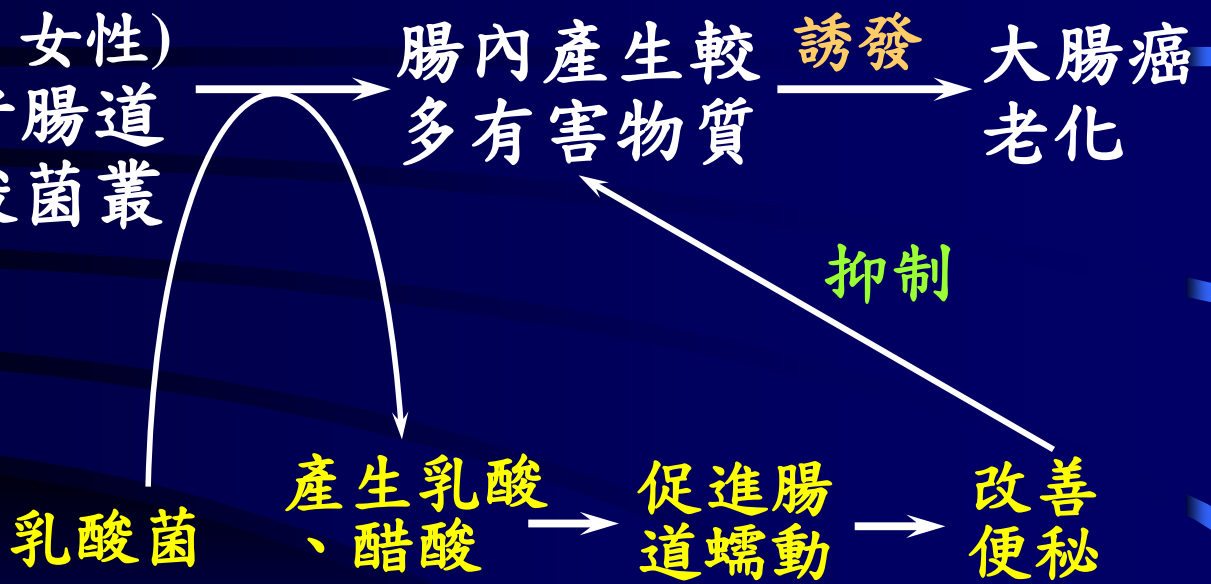 女性)
腸道
菌叢
腸內產生較
多有害物質
誘發
大腸癌
老化
抑制
乳酸菌
產生乳酸
、醋酸
促進腸
道蠕動
改善
便秘